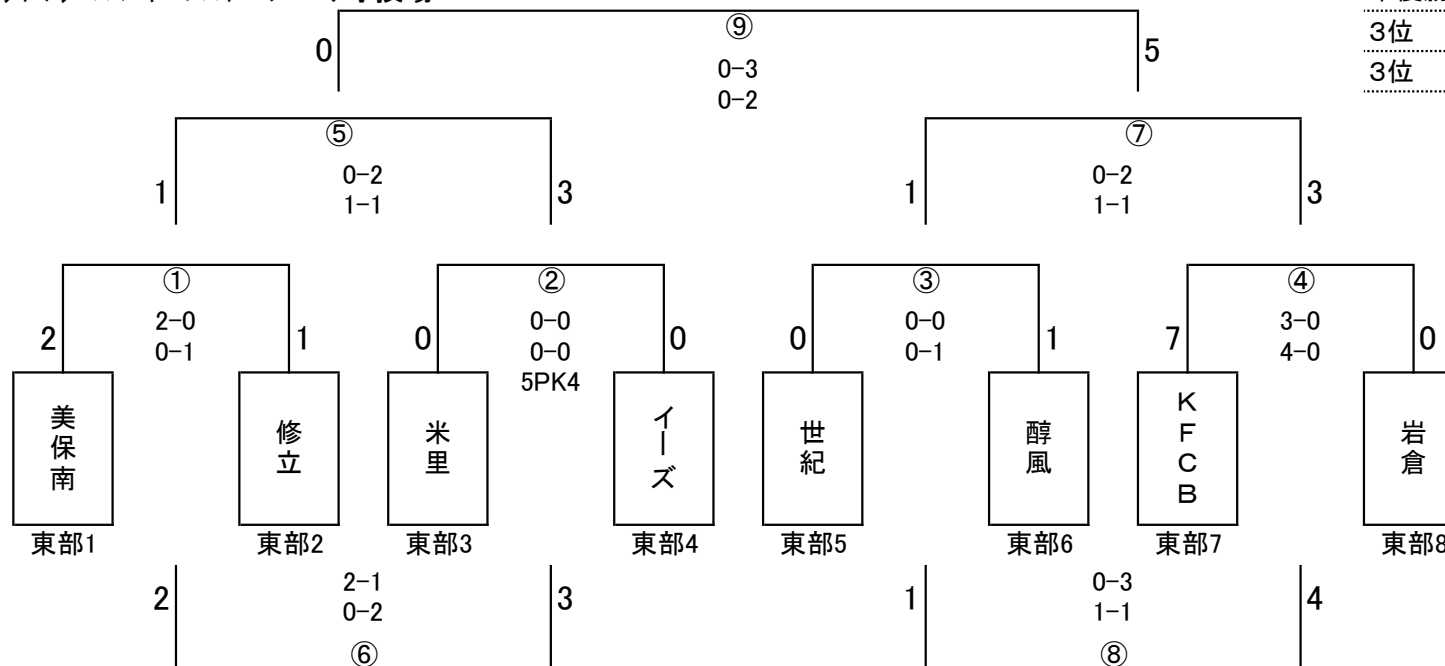 ⑨
0 5
0-3
0-2
3位
3位
⑤ ⑦
1 0-2 3 1 0-2 3
1-1 1-1
① ② ③ ④
2 2-0 1 0 0-0 0 0 0-0 1 7 3-0 0
0-1 0-0 0-1 4-0
5PK4
美保南 修立 米里 イーズ 世紀 醇風 KFCB 岩倉
東部1 東部2 東部3 東部4 東部5 東部6 東部7 東部8
2 2-1 3 1 0-3 4
0-2 1-1
⑥ ⑧